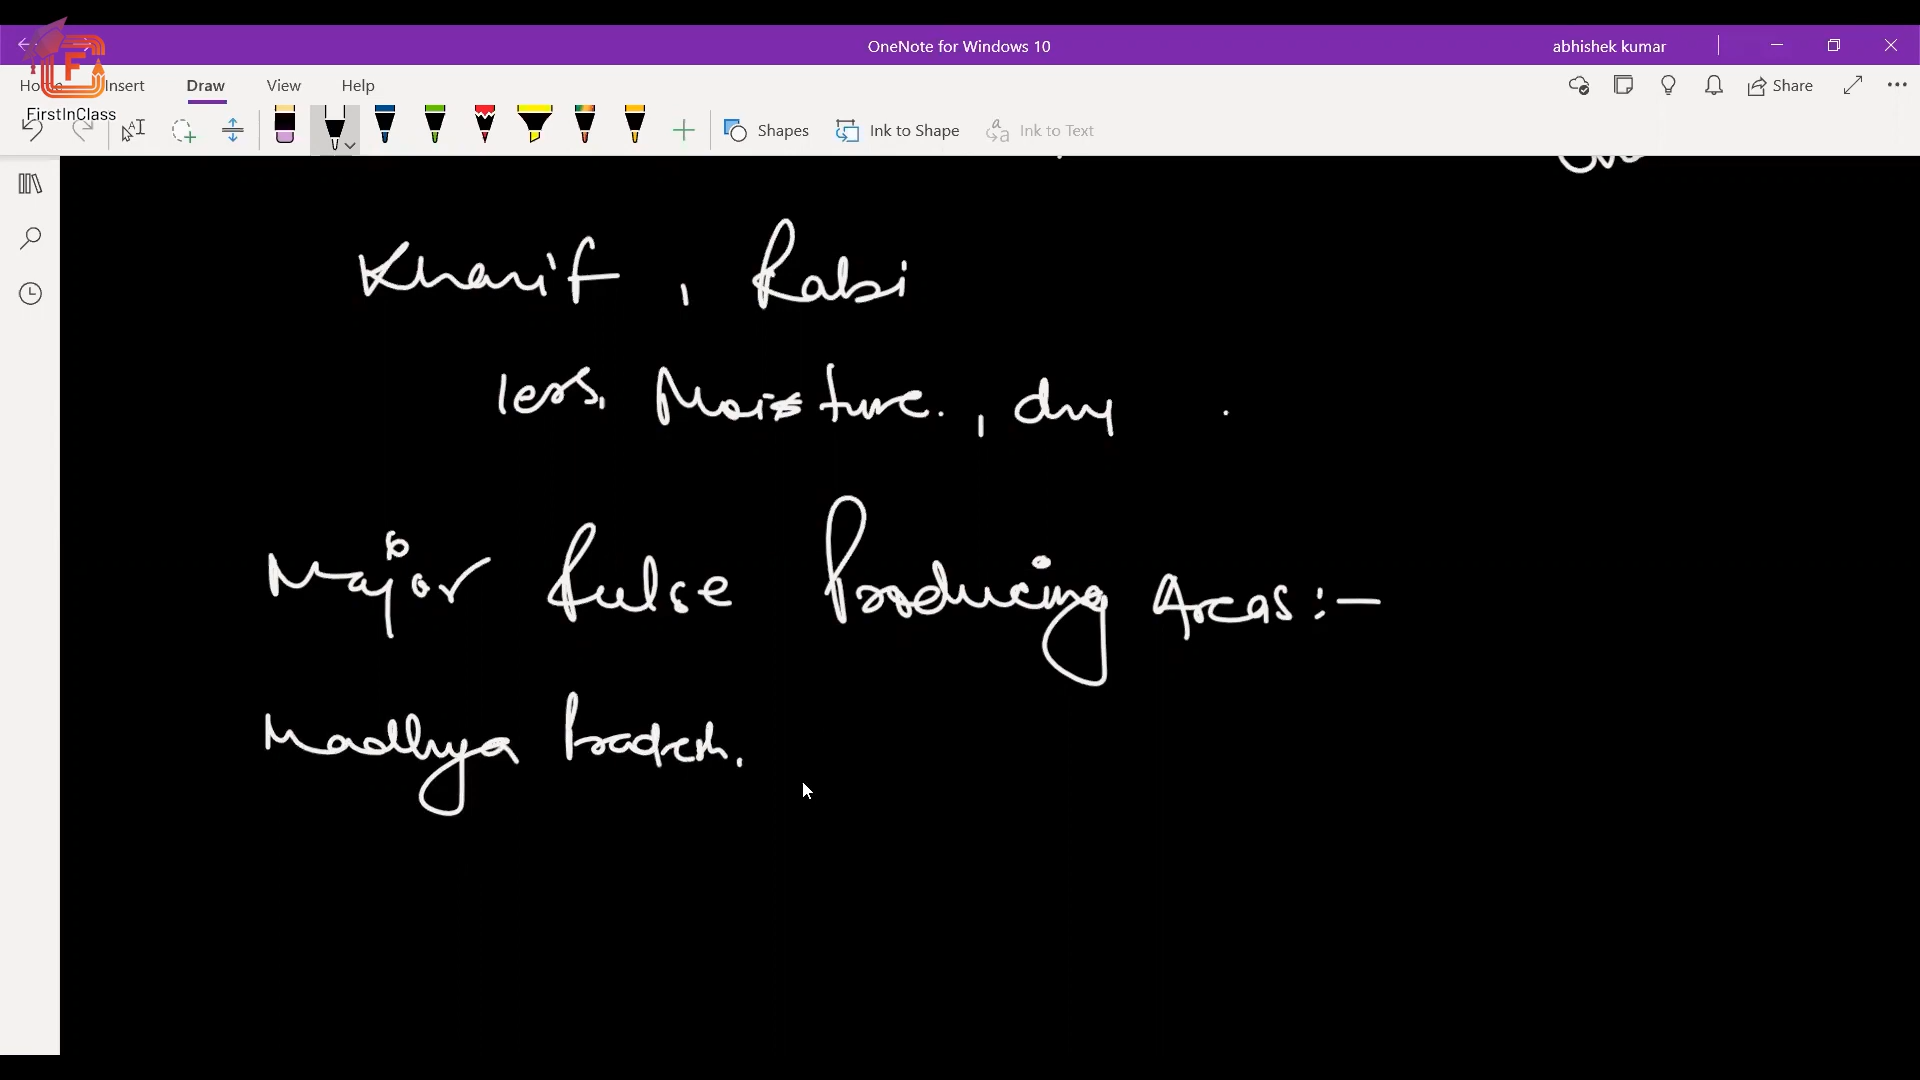 OneNote for Windows 10
abhishek kumar
Insert Draw View Help
Share
FirstInClass
Shapes Ink to Shape Ink to Text
Kharif, Rabi
less Moisture, dry
Major Pulse Producing Areas:-
Madhya Pradesh.